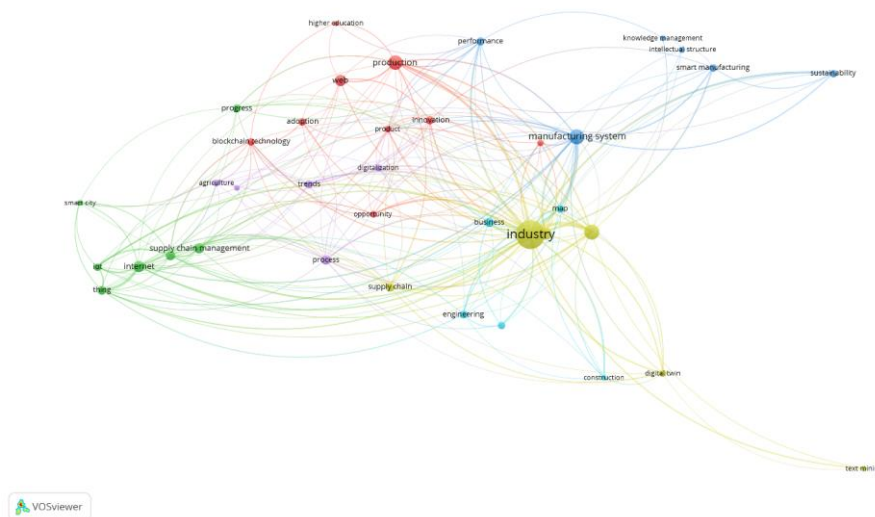 higher education
performance
knowledge management
intellectual structure
production
smart manufacturing
sustainability
web
progress
adoption
innovation
product
manufacturing system
blockchain technology
digitalization
agriculture
trends
smart city
map
opportunity
business
industry
supply chain management
process
iot
internet
thing
supply chain
engineering
construction
digital twin
text mini
VOSviewer